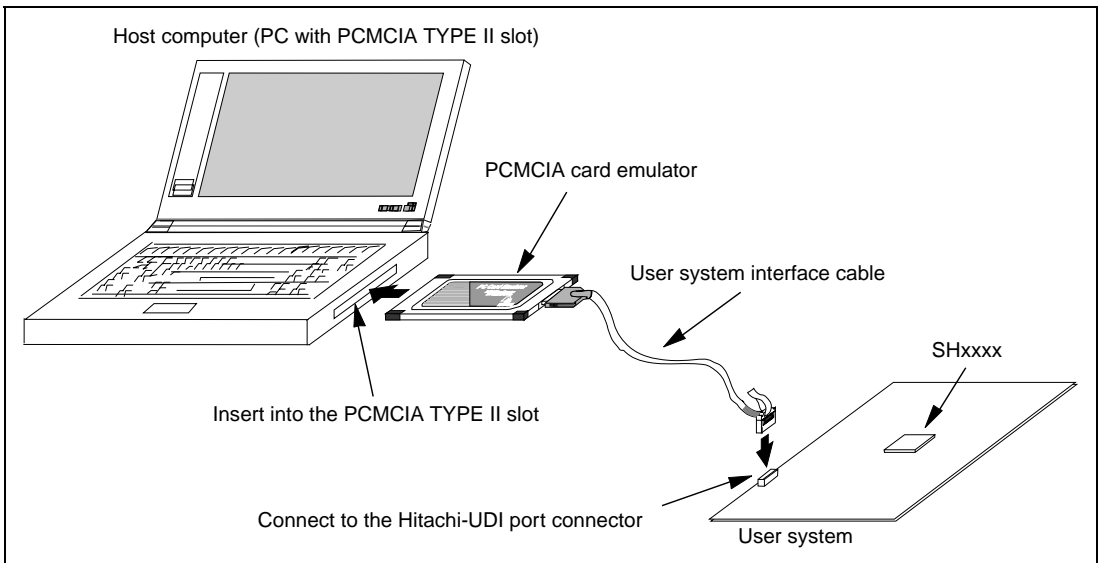 Host computer (PC with PCMCIA TYPE II slot)
PCMCIA card emulator
User system interface cable
SHxxxx
Insert into the PCMCIA TYPE II slot
Connect to the Hitachi-UDI port connector
User system